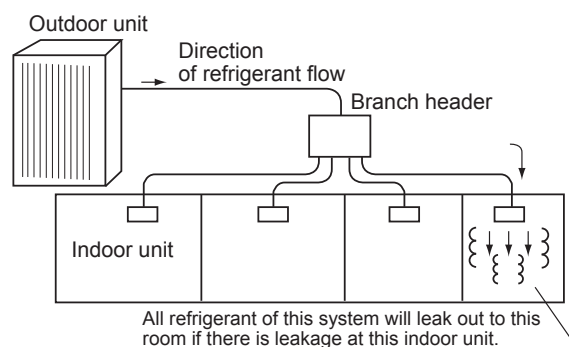 Outdoor unit
Direction
of refrigerant flow
Branch header
Indoor unit
All refrigerant of this system will leak out to this
room if there is leakage at this indoor unit.